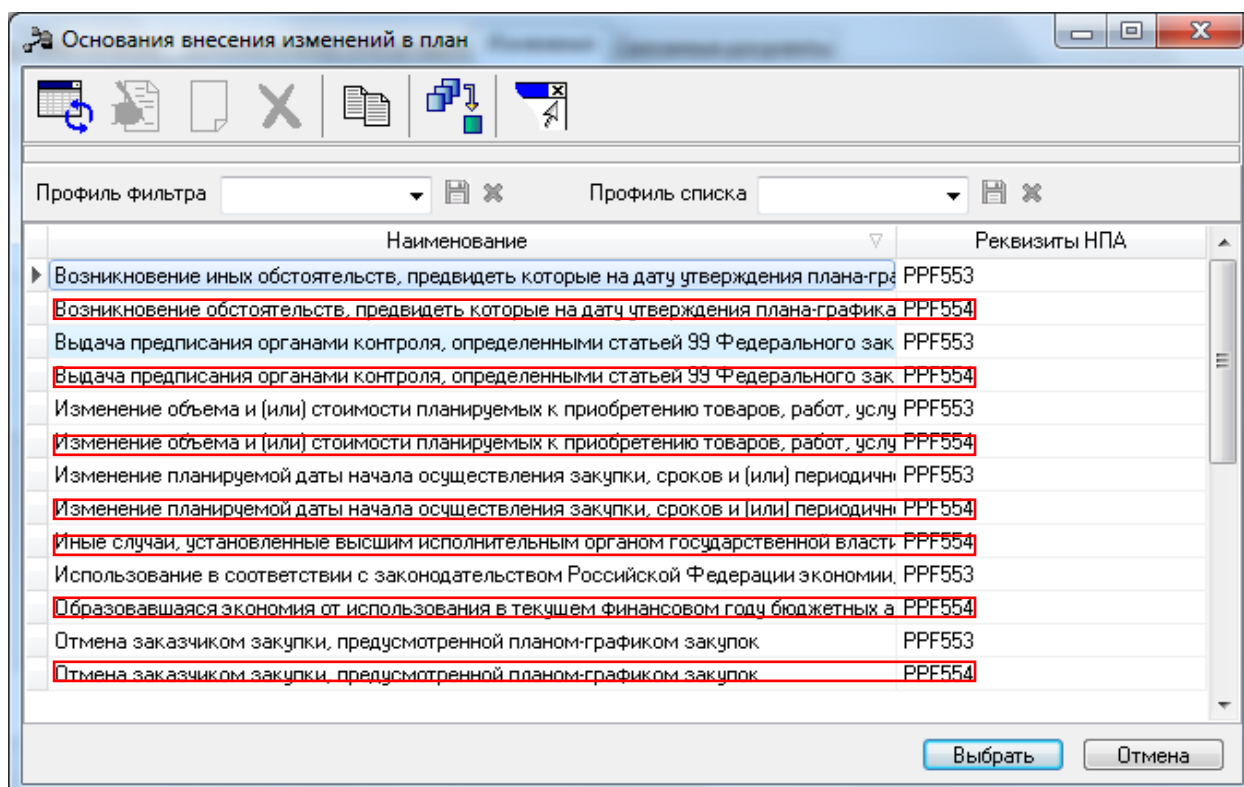 Основания внесения изменений в план
Профиль фильтра Профиль списка
Наименование Реквизиты НПА
Возникновение иных обстоятельств, предвидеть которые на дату утверждения плана-гра PPF553
Возникновение обстоятельств, предвидеть которые на дату утверждения плана-графика PPF554
Выдача предписания органами контроля, определенными статьей 99 Федерального зак PPF553
Выдача предписания органами контроля, определенными статьей 99 Федерального зак PPF554
Изменение объема и (или) стоимости планируемых к приобретению товаров, работ, услу PPF553
Изменение объема и (или) стоимости планируемых к приобретению товаров, работ, услу PPF554
Изменение планируемой даты начала осуществления закупки, сроков и (или) периодичн PPF553
Изменение планируемой даты начала осуществления закупки, сроков и (или) периодичн PPF554
Иные случаи, установленные высшим исполнительным органом государственной власти PPF554
Использование в соответствии с законодательством Российской Федерации экономии, PPF553
Образовавшаяся экономия от использования в текущем финансовом году бюджетных а PPF554
Отмена заказчиком закупки, предусмотренной планом-графиком закупок PPF553
Отмена заказчиком закупки, предусмотренной планом-графиком закупок PPF554
Выбрать Отмена